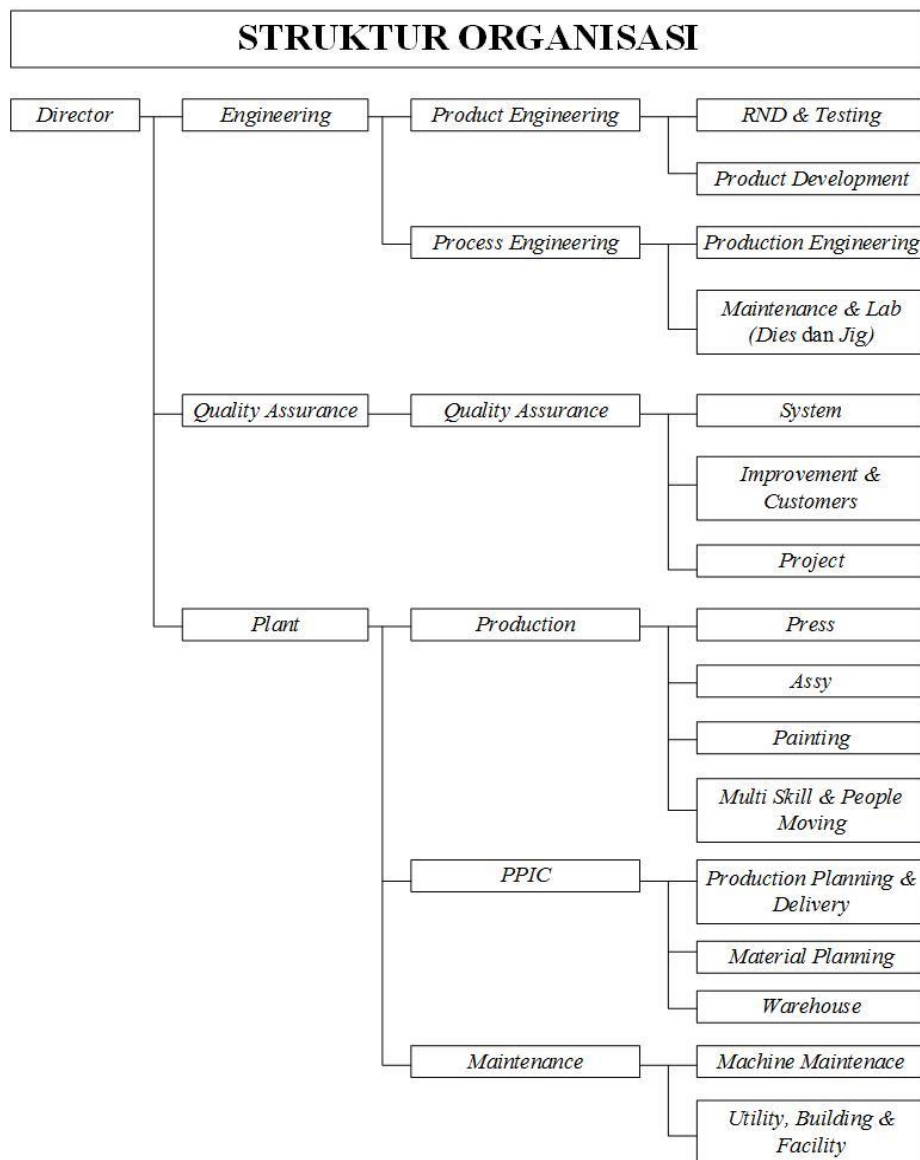 STRUKTUR ORGANISASI
Director
Engineering
Product Engineering
RND & Testing
Product Development
Process Engineering
Production Engineering
Maintenance & Lab
(Dies dan Jig)
Quality Assurance
Quality Assurance
System
Improvement &
Customers
Project
Plant
Production
Press
Assy
Painting
Multi Skill & People
Moving
PPIC
Production Planning &
Delivery
Material Planning
Warehouse
Maintenance
Machine Maintenace
Utility, Building &
Facility